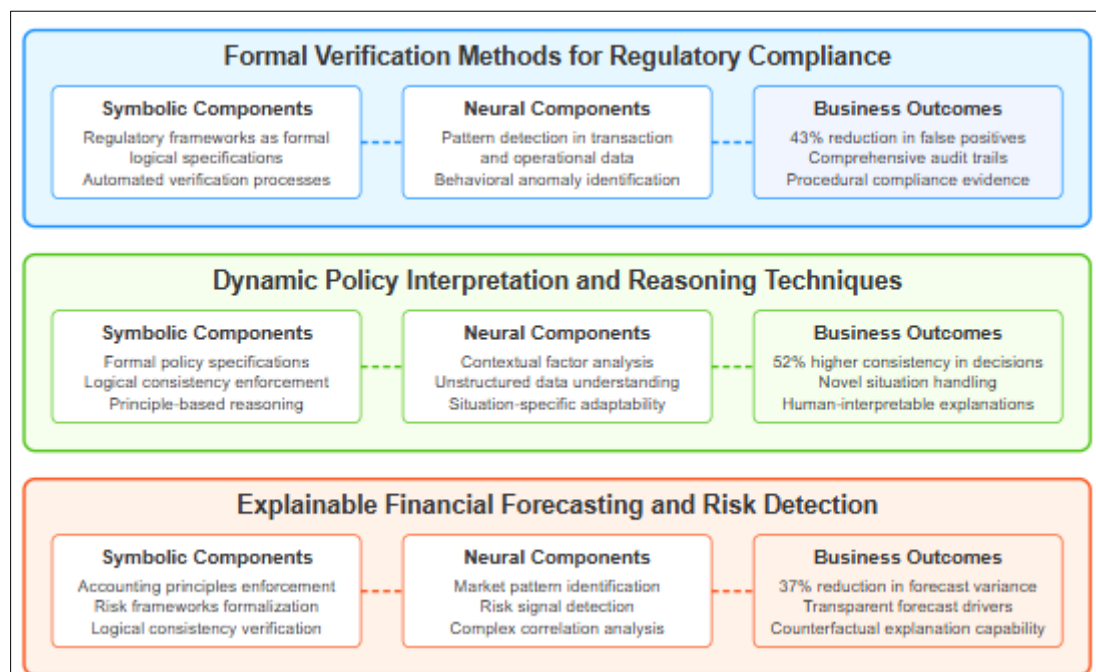 Formal Verification Methods for Regulatory Compliance
Symbolic Components
Regulatory frameworks as formal
logical specifications
Automated verification processes
Neural Components
Pattern detection in transaction
and operational data
Behavioral anomaly identification
Business Outcomes
43% reduction in false positives
Comprehensive audit trails
Procedural compliance evidence
Dynamic Policy Interpretation and Reasoning Techniques
Symbolic Components
Formal policy specifications
Logical consistency enforcement
Principle-based reasoning
Neural Components
Contextual factor analysis
Unstructured data understanding
Situation-specific adaptability
Business Outcomes
52% higher consistency in decisions
Novel situation handling
Human-interpretable explanations
Explainable Financial Forecasting and Risk Detection
Symbolic Components
Accounting principles enforcement
Risk frameworks formalization
Logical consistency verification
Neural Components
Market pattern identification
Risk signal detection
Complex correlation analysis
Business Outcomes
37% reduction in forecast variance
Transparent forecast drivers
Counterfactual explanation capability